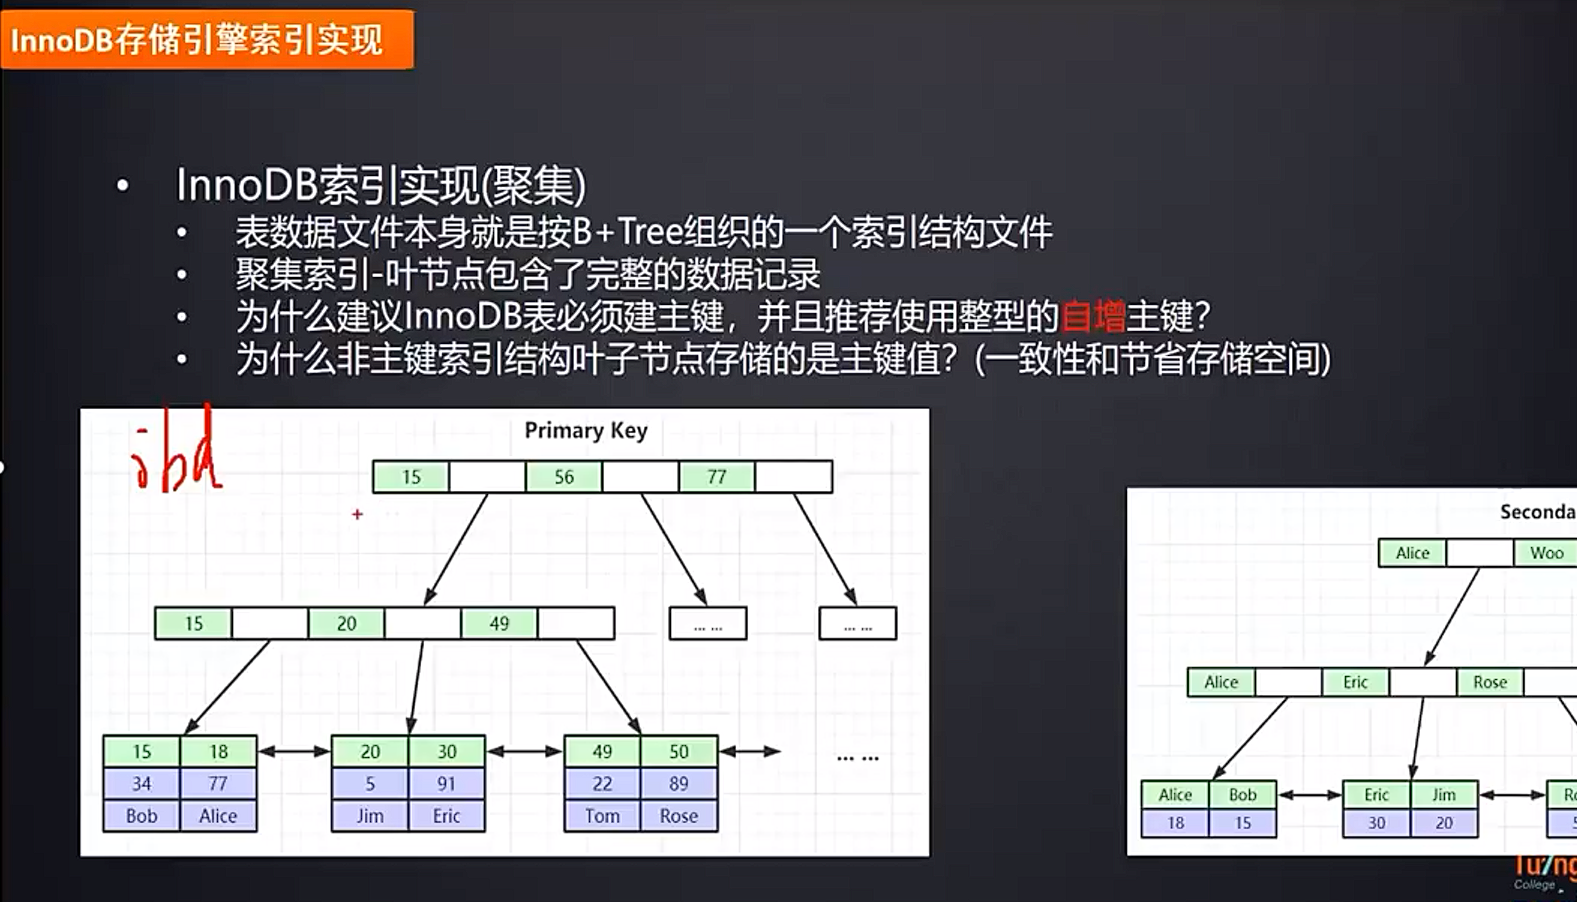 InnoDB存储引擎索引实现
• InnoDB索引实现(聚集)
• 表数据文件本身就是按B+Tree组织的一个索引结构文件
• 聚集索引-叶节点包含了完整的数据记录
• 为什么建议InnoDB表必须建主键，并且推荐使用整型的自增主键？
• 为什么非主键索引结构叶子节点存储的是主键值？(一致性和节省存储空间)
ibd
Primary Key
15 56 77
15 20 49
... ... ... ...
15 18 20 30 49 50
34 77 5 91 22 89
Bob Alice Jim Eric Tom Rose
... ...
Seconda
Alice Woo
Alice Eric Rose
Alice Bob Eric Jim
18 15 30 20
Tu7ng
College